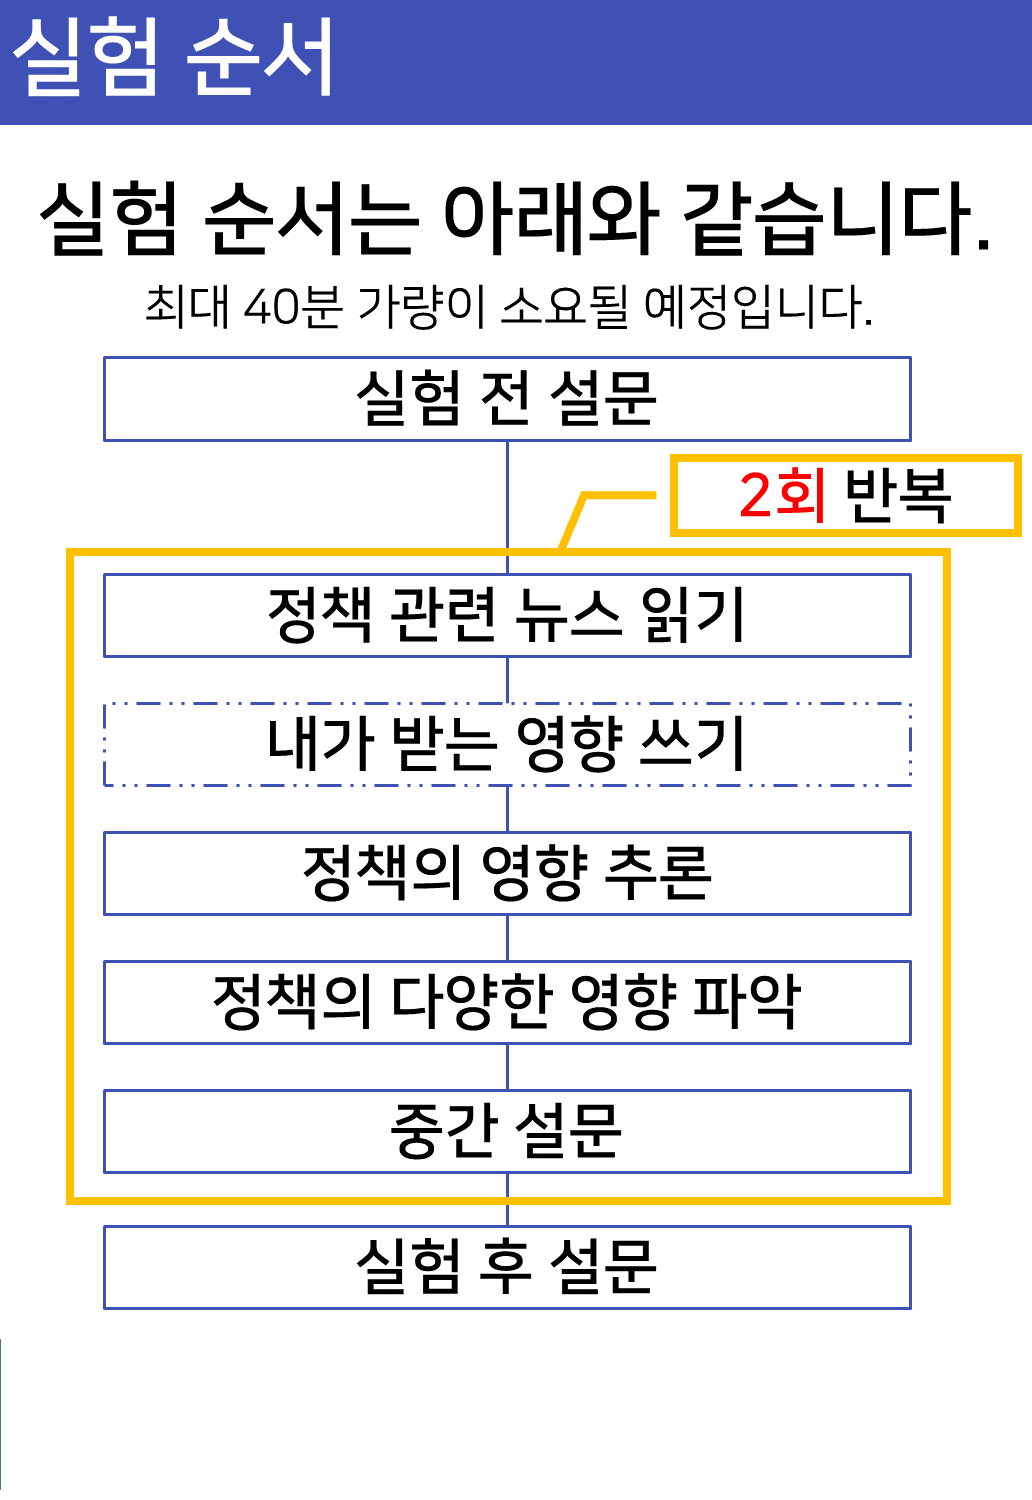 실험 순서
실험 순서는 아래와 같습니다.
최대 40분 가량이 소요될 예정입니다.
실험 전 설문
2회 반복
정책 관련 뉴스 읽기
내가 받는 영향 쓰기
정책의 영향 추론
정책의 다양한 영향 파악
중간 설문
실험 후 설문